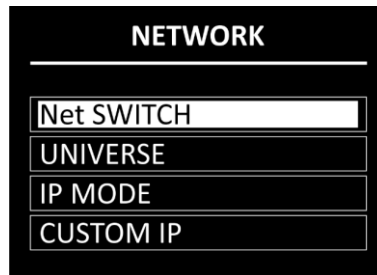 NETWORK
Net SWITCH
UNIVERSE
IP MODE
CUSTOM IP